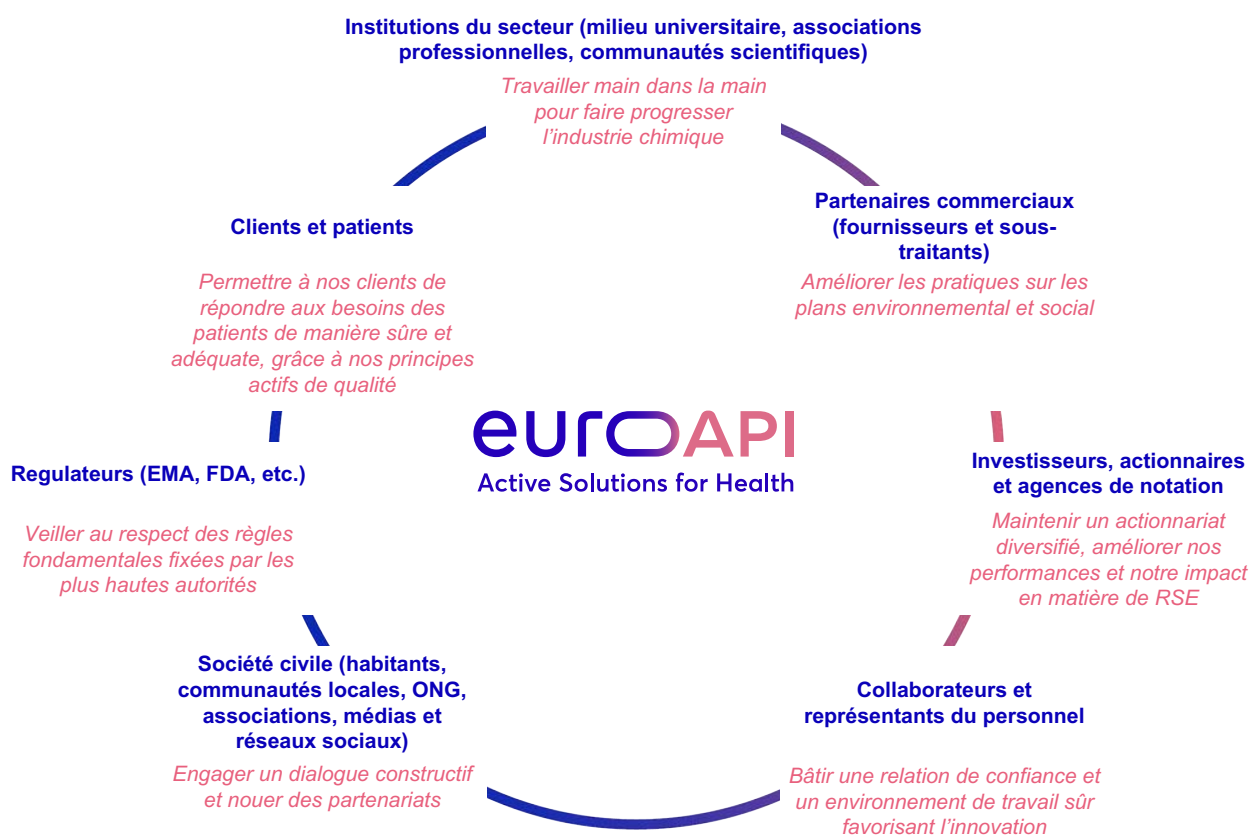 Institutions du secteur (milieu universitaire, associations
professionnelles, communautés scientifiques)
Travailler main dans la main
pour faire progresser
l’industrie chimique
Clients et patients
Permettre à nos clients de
répondre aux besoins des
patients de manière sûre et
adéquate, grâce à nos principes
actifs de qualité
Partenaires commerciaux
(fournisseurs et sous-
traitants)
Améliorer les pratiques sur les
plans environnemental et social
euroAPI
Active Solutions for Health
Regulateurs (EMA, FDA, etc.)
Veiller au respect des règles
fondamentales fixées par les
plus hautes autorités
Investisseurs, actionnaires
et agences de notation
Maintenir un actionnariat
diversifié, améliorer nos
performances et notre impact
en matière de RSE
Société civile (habitants,
communautés locales, ONG,
associations, médias et
réseaux sociaux)
Engager un dialogue constructif
et nouer des partenariats
Collaborateurs et
représentants du personnel
Bâtir une relation de confiance et
un environnement de travail sûr
favorisant l’innovation